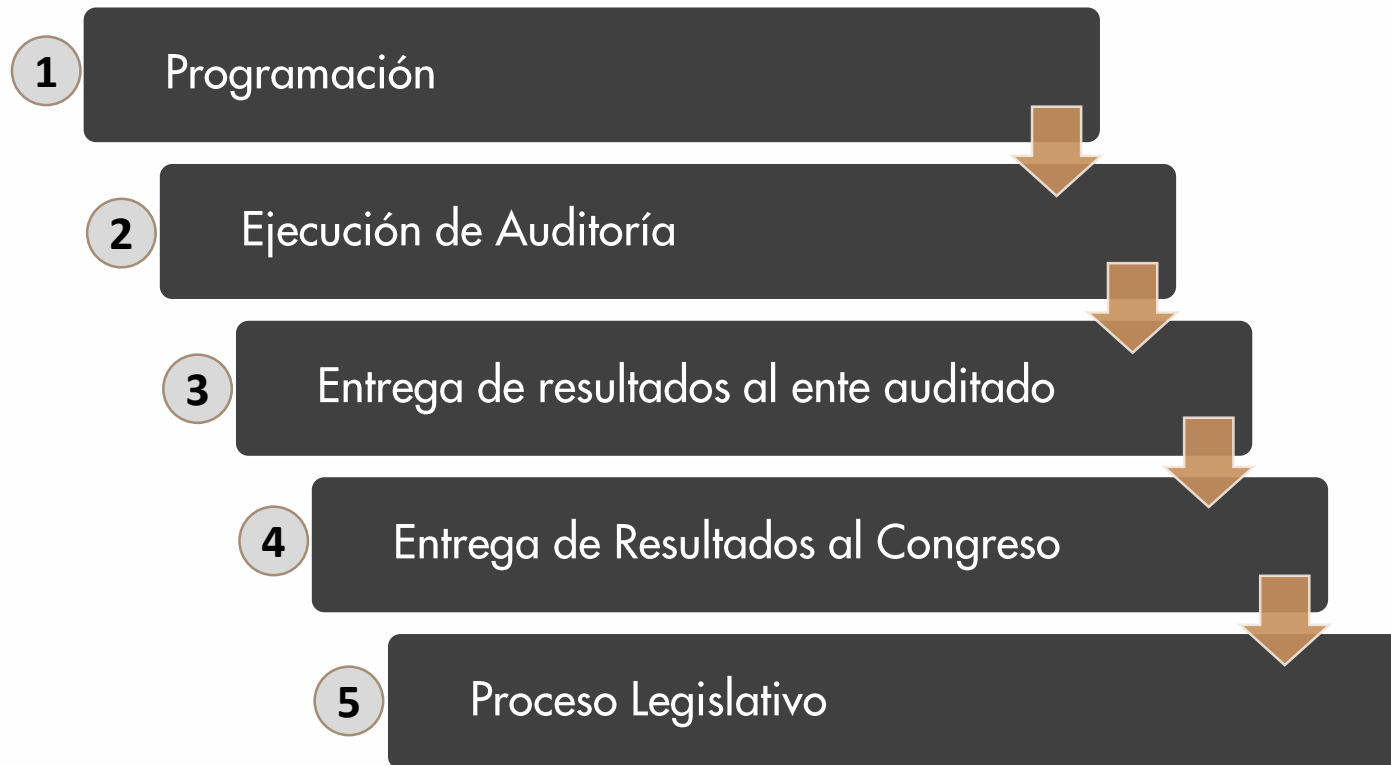 1 Programación
2 Ejecución de Auditoría
3 Entrega de resultados al ente auditado
4 Entrega de Resultados al Congreso
5 Proceso Legislativo